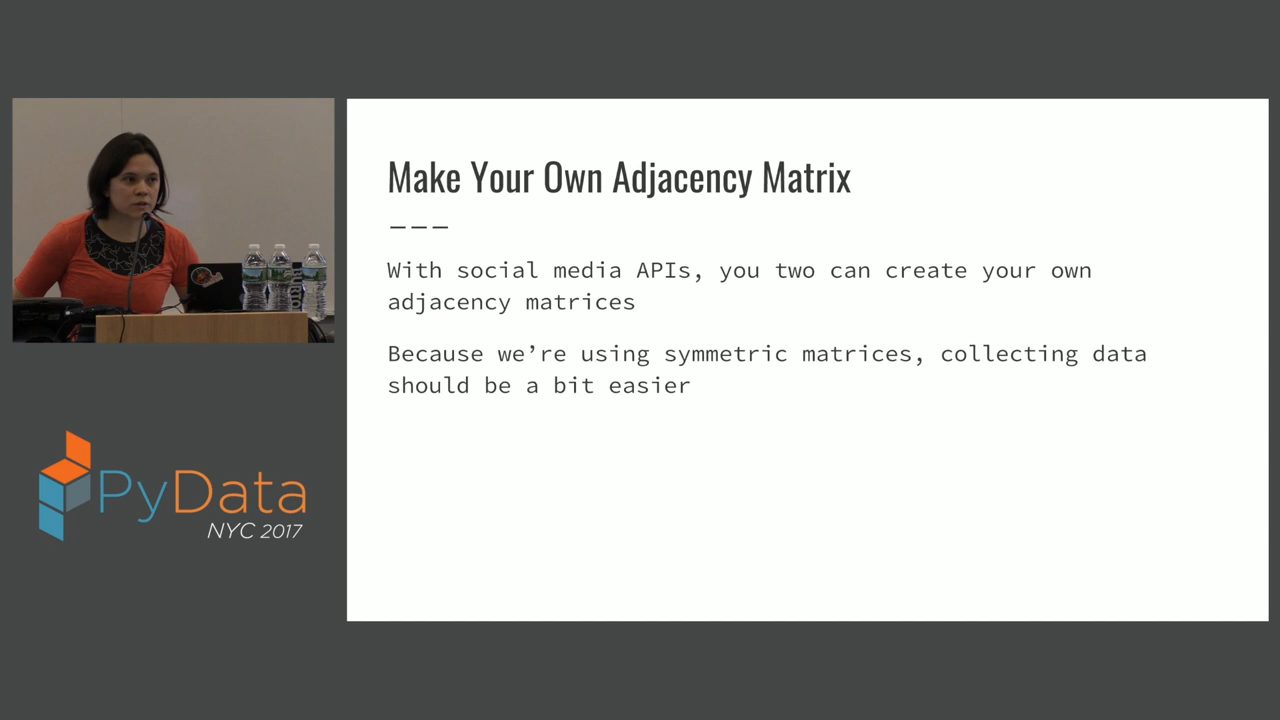 Make Your Own Adjacency Matrix
———
With social media APIs, you two can create your own
adjacency matrices
Because we’re using symmetric matrices, collecting data
should be a bit easier
PyData
NYC 2017